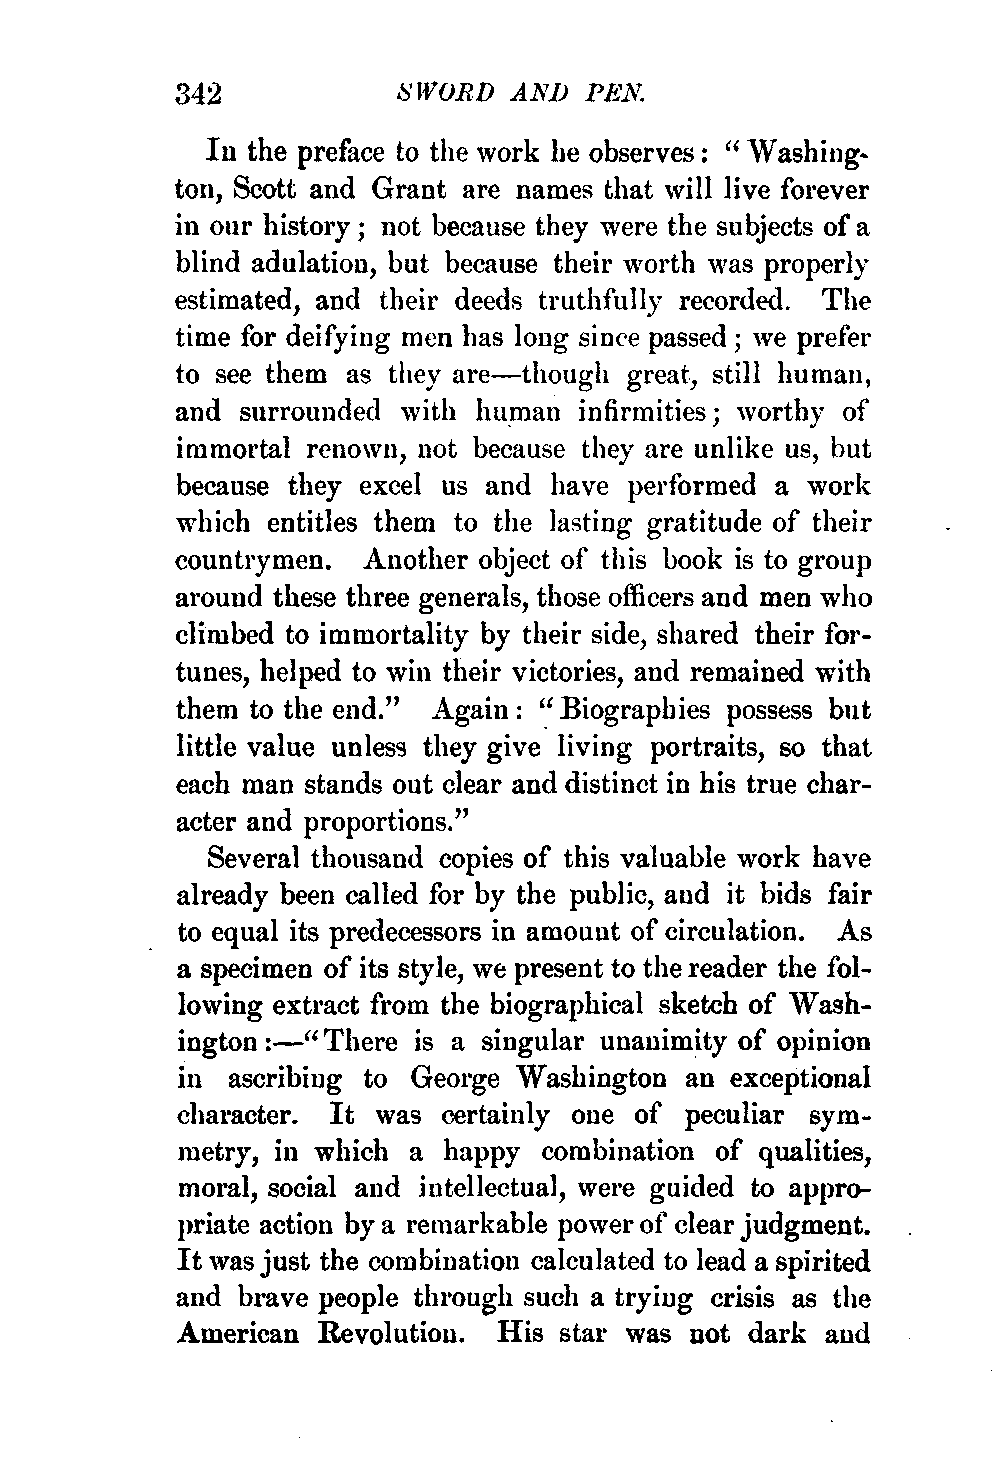 342 SWORD AND PEN.
In the preface to the work he observes: “Washing-
ton, Scott and Grant are names that will live forever
in our history; not because they were the subjects of a
blind adulation, but because their worth was properly
estimated, and their deeds truthfully recorded. The
time for deifying men has long since passed; we prefer
to see them as they are—though great, still human,
and surrounded with human infirmities; worthy of
immortal renown, not because they are unlike us, but
because they excel us and have performed a work
which entitles them to the lasting gratitude of their
countrymen. Another object of this book is to group
around these three generals, those officers and men who
climbed to immortality by their side, shared their for-
tunes, helped to win their victories, and remained with
them to the end.” Again: “Biographies possess but
little value unless they give living portraits, so that
each man stands out clear and distinct in his true char-
acter and proportions.”
Several thousand copies of this valuable work have
already been called for by the public, and it bids fair
to equal its predecessors in amount of circulation. As
a specimen of its style, we present to the reader the fol-
lowing extract from the biographical sketch of Wash-
ington:—“There is a singular unanimity of opinion
in ascribing to George Washington an exceptional
character. It was certainly one of peculiar sym-
metry, in which a happy combination of qualities,
moral, social and intellectual, were guided to appro-
priate action by a remarkable power of clear judgment.
It was just the combination calculated to lead a spirited
and brave people through such a trying crisis as the
American Revolution. His star was not dark and